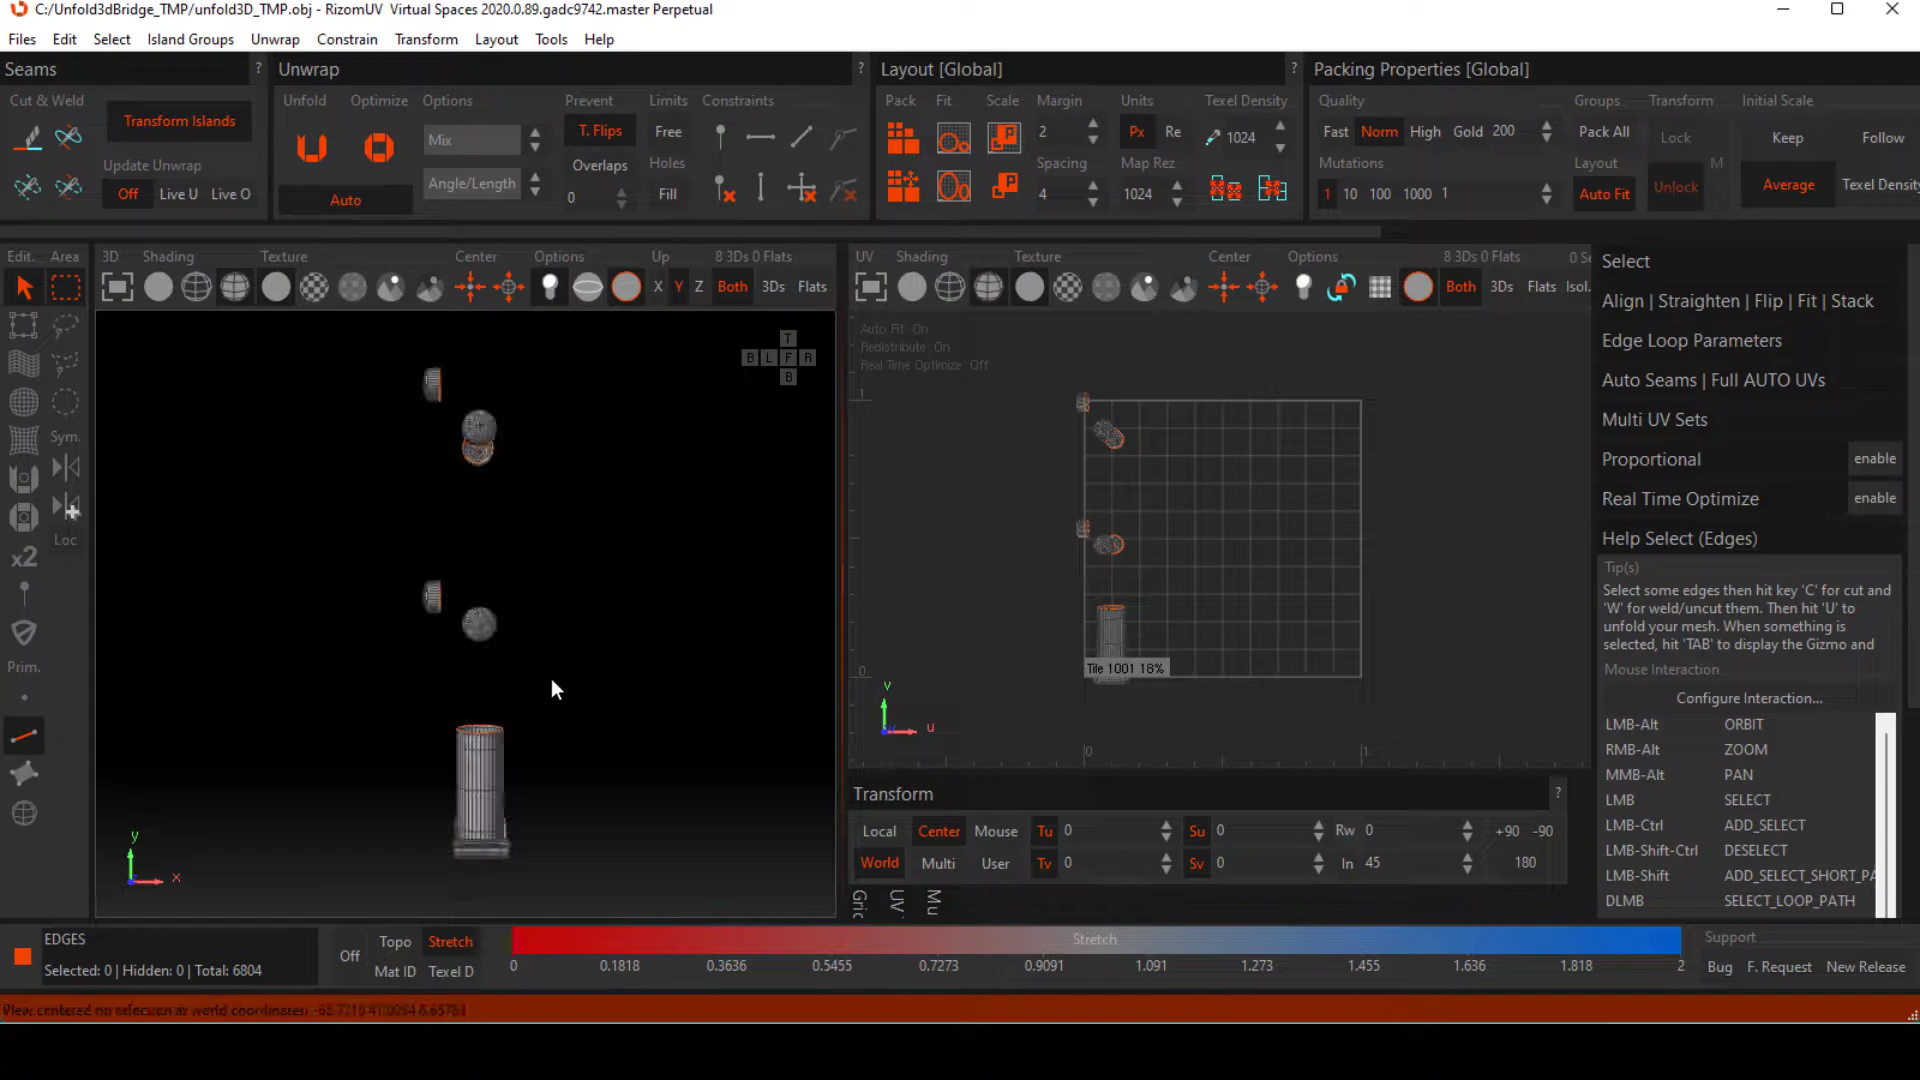 C:/Unfold3dBridge_TMP/unfold3D_TMP.obj - RizomUV Virtual Spaces 2020.0.89.gadc9742.master Perpetual
Files Edit Select Island Groups Unwrap Constrain Transform Layout Tools Help
Seams ? Unwrap ? Layout [Global] ? Packing Properties [Global]
Cut & Weld Unfold Optimize Options Prevent Limits Constraints Pack Fit Scale Margin Units Texel Density Quality Groups Transform Initial Scale
Transform Islands Mix T. Flips Free 2 Px Re 1024 Fast Norm High Gold 200 Pack All Lock Keep Follow
Update Unwrap Overlaps Holes Spacing Map Rez Mutations Layout M
Off Live U Live O Auto Angle/Length 0 Fill 4 1024 1 10 100 1000 1 Auto Fit Unlock Average Texel Density
Edit. Area 3D Shading Texture Center Options Up 8 3Ds 0 Flats UV Shading Texture Center Options 8 3Ds 0 Flats 0 Se
X Y Z Both 3Ds Flats Both 3Ds Flats Isol.
Select
Align | Straighten | Flip | Fit | Stack
Edge Loop Parameters
Auto Seams | Full AUTO UVs
Multi UV Sets
Proportional enable
Real Time Optimize enable
Help Select (Edges)
Tip(s)
Select some edges then hit key 'C' for cut and
'W' for weld/uncut them. Then hit 'U' to
unfold your mesh. When something is
selected, hit 'TAB' to display the Gizmo and
Mouse Interaction
Configure Interaction...
LMB-Alt ORBIT
RMB-Alt ZOOM
MMB-Alt PAN
LMB SELECT
LMB-Ctrl ADD_SELECT
LMB-Shift-Ctrl DESELECT
LMB-Shift ADD_SELECT_SHORT_PA
DLMB SELECT_LOOP_PATH
Sym.
Loc
x2
Prim.
T
B L F R
B
y
x
Auto Fit: On
Redistribute: On
Real Time Optimize: Off
1
0
Tile 1001 18%
v
u
0 1
Transform ?
Local Center Mouse Tu 0 Su 0 Rw 0 +90 -90
World Multi User Tv 0 Sv 0 In 45 180
Gric UV Mu
EDGES
Selected: 0 | Hidden: 0 | Total: 6804
Off Topo Stretch
Mat ID Texel D
Stretch
0 0.1818 0.3636 0.5455 0.7273 0.9091 1.091 1.273 1.455 1.636 1.818 2
Support
Bug F. Request New Release